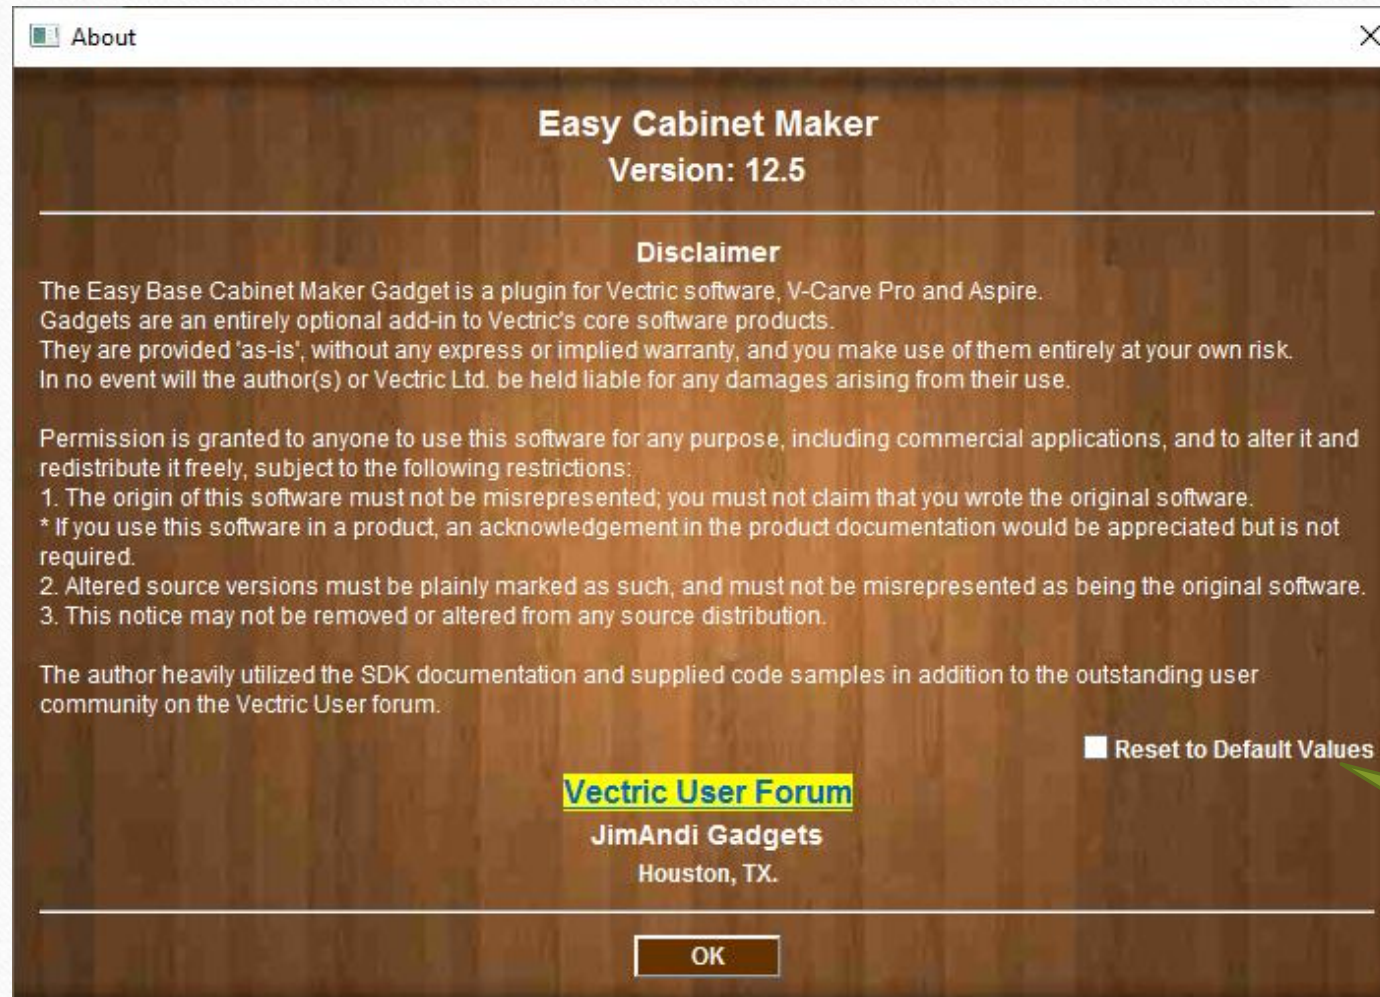 About
Easy Cabinet Maker
Version: 12.5
Disclaimer
The Easy Base Cabinet Maker Gadget is a plugin for Vectric software, V-Carve Pro and Aspire.
Gadgets are an entirely optional add-in to Vectric's core software products.
They are provided 'as-is', without any express or implied warranty, and you make use of them entirely at your own risk.
In no event will the author(s) or Vectric Ltd. be held liable for any damages arising from their use.
Permission is granted to anyone to use this software for any purpose, including commercial applications, and to alter it and
redistribute it freely, subject to the following restrictions:
1. The origin of this software must not be misrepresented; you must not claim that you wrote the original software.
* If you use this software in a product, an acknowledgement in the product documentation would be appreciated but is not
required.
2. Altered source versions must be plainly marked as such, and must not be misrepresented as being the original software.
3. This notice may not be removed or altered from any source distribution.
The author heavily utilized the SDK documentation and supplied code samples in addition to the outstanding user
community on the Vectric User forum.
Reset to Default Values
Vectric User Forum
JimAndi Gadgets
Houston, TX.
OK